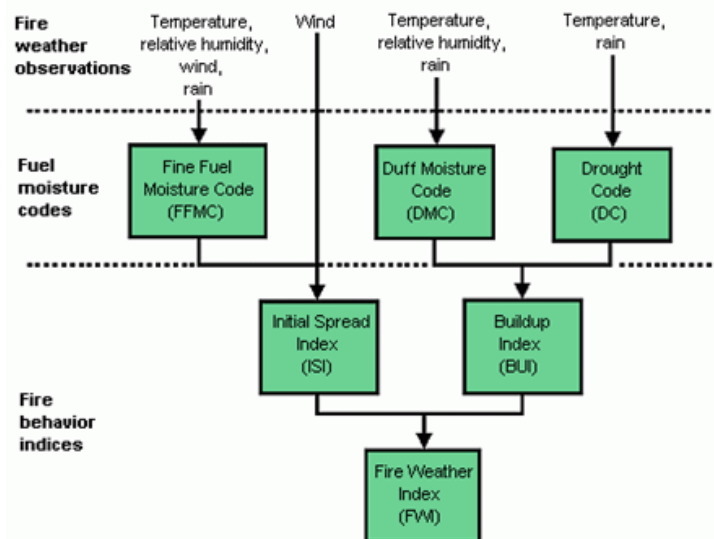 Fire
weather
observations
Temperature,
relative humidity,
wind,
rain
Wind
Temperature,
relative humidity,
rain
Temperature,
rain
Fuel
moisture
codes
Fine Fuel
Moisture Code
(FFMC)
Duff Moisture
Code
(DMC)
Drought
Code
(DC)
Fire
behavior
indices
Initial Spread
Index
(ISI)
Buildup
Index
(BUI)
Fire Weather
Index
(FWI)